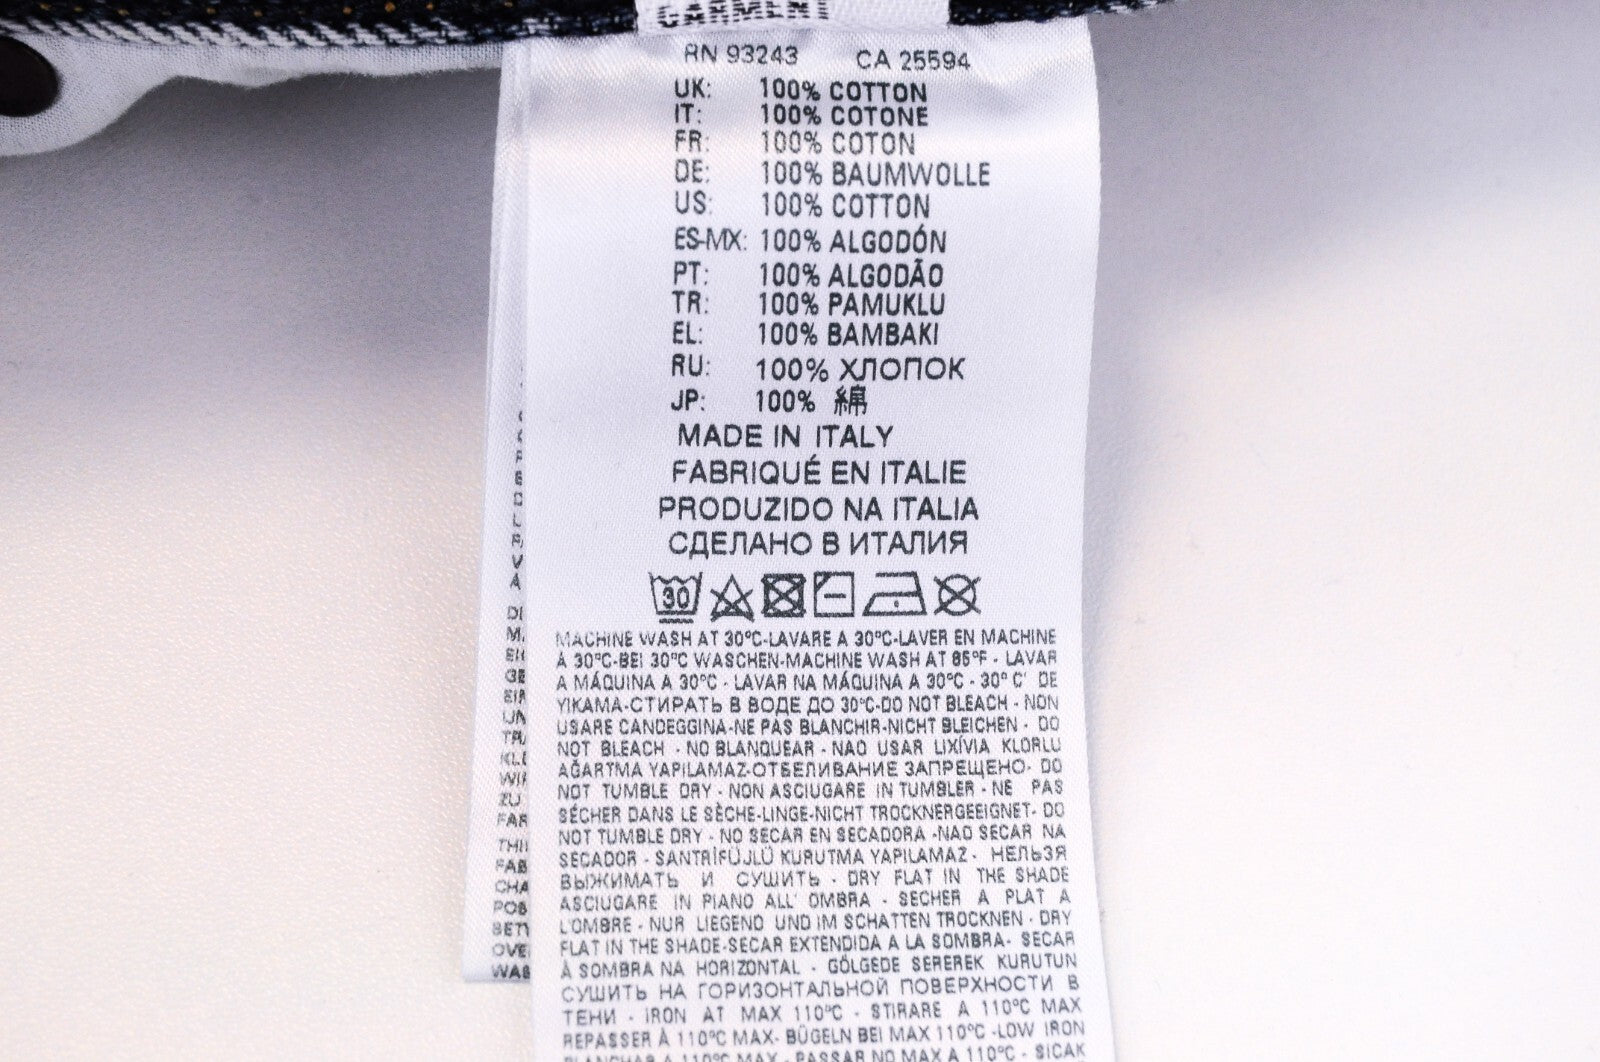 GARMENT
RN 93243 CA 25594
UK: 100% COTTON
IT: 100% COTONE
FR: 100% COTON
DE: 100% BAUMWOLLE
US: 100% COTTON
ES-MX: 100% ALGODÓN
PT: 100% ALGODÃO
TR: 100% PAMUKLU
EL: 100% BAMBAKI
RU: 100% ХЛОПОК
JP: 100% 綿
MADE IN ITALY
FABRIQUÉ EN ITALIE
PRODUZIDO NA ITALIA
СДЕЛАНО В ИТАЛИЯ
30
MACHINE WASH AT 30°C-LAVARE A 30°C-LAVER EN MACHINE
À 30°C-BEI 30°C WASCHEN-MACHINE WASH AT 85°F - LAVAR
A MÁQUINA A 30°C - LAVAR NA MÁQUINA A 30°C - 30° C' DE
YIKAMA-СТИРАТЬ В ВОДЕ ДО 30°C-DO NOT BLEACH - NON
USARE CANDEGGINA-NE PAS BLANCHIR-NICHT BLEICHEN - DO
NOT BLEACH - NO BLANQUEAR - NAO USAR LIXÍVIA KLORLU
AĞARTMA YAPILAMAZ-ОТБЕЛИВАНИЕ ЗАПРЕЩЕНО- DO
NOT TUMBLE DRY - NON ASCIUGARE IN TUMBLER - NE PAS
SÉCHER DANS LE SÈCHE-LINGE-NICHT TROCKNERGEEIGNET- DO
NOT TUMBLE DRY - NO SECAR EN SECADORA -NAO SECAR NA
SECADOR - SANTRİFÜJLÜ KURUTMA YAPILAMAZ - НЕЛЬЗЯ
ВЫЖИМАТЬ И СУШИТЬ - DRY FLAT IN THE SHADE
ASCIUGARE IN PIANO ALL' OMBRA - SECHER A PLAT A
L'OMBRE - NUR LIEGEND UND IM SCHATTEN TROCKNEN - DRY
FLAT IN THE SHADE-SECAR EXTENDIDA A LA SOMBRA- SECAR
À SOMBRA NA HORIZONTAL - GÖLGEDE SEREREK KURUTUN
СУШИТЬ НА ГОРИЗОНТАЛЬНОЙ ПОВЕРХНОСТИ В
ТЕНИ - IRON AT MAX 110°C - STIRARE A 110°C MAX
REPASSER À 110°C MAX- BÜGELN BEI MAX 110°C -LOW IRON
PLANCHAR A 110°C MAX - PASSAR NO MAX A 110°C - SICAK